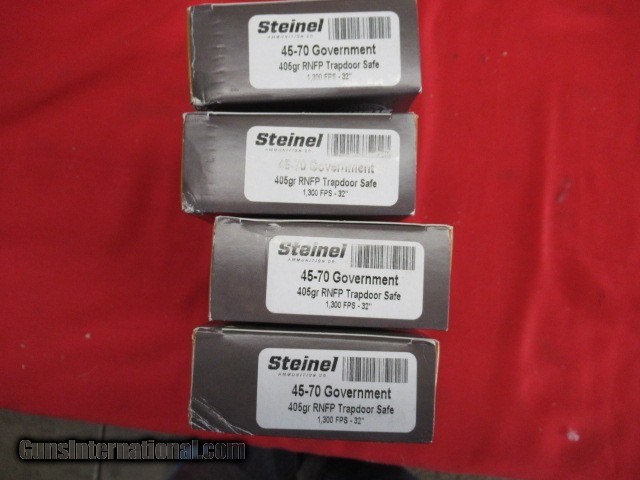 Steinel
AMMUNITION CO.
45-70 Government
405gr RNFP Trapdoor Safe
1,300 FPS - 32"
Steinel
AMMUNITION CO.
45-70 Government
405gr RNFP Trapdoor Safe
1,300 FPS - 32"
Steinel
AMMUNITION CO.
45-70 Government
405gr RNFP Trapdoor Safe
1,300 FPS - 32"
Steinel
AMMUNITION CO.
45-70 Government
405gr RNFP Trapdoor Safe
1,300 FPS - 32"
GunsInternational.com